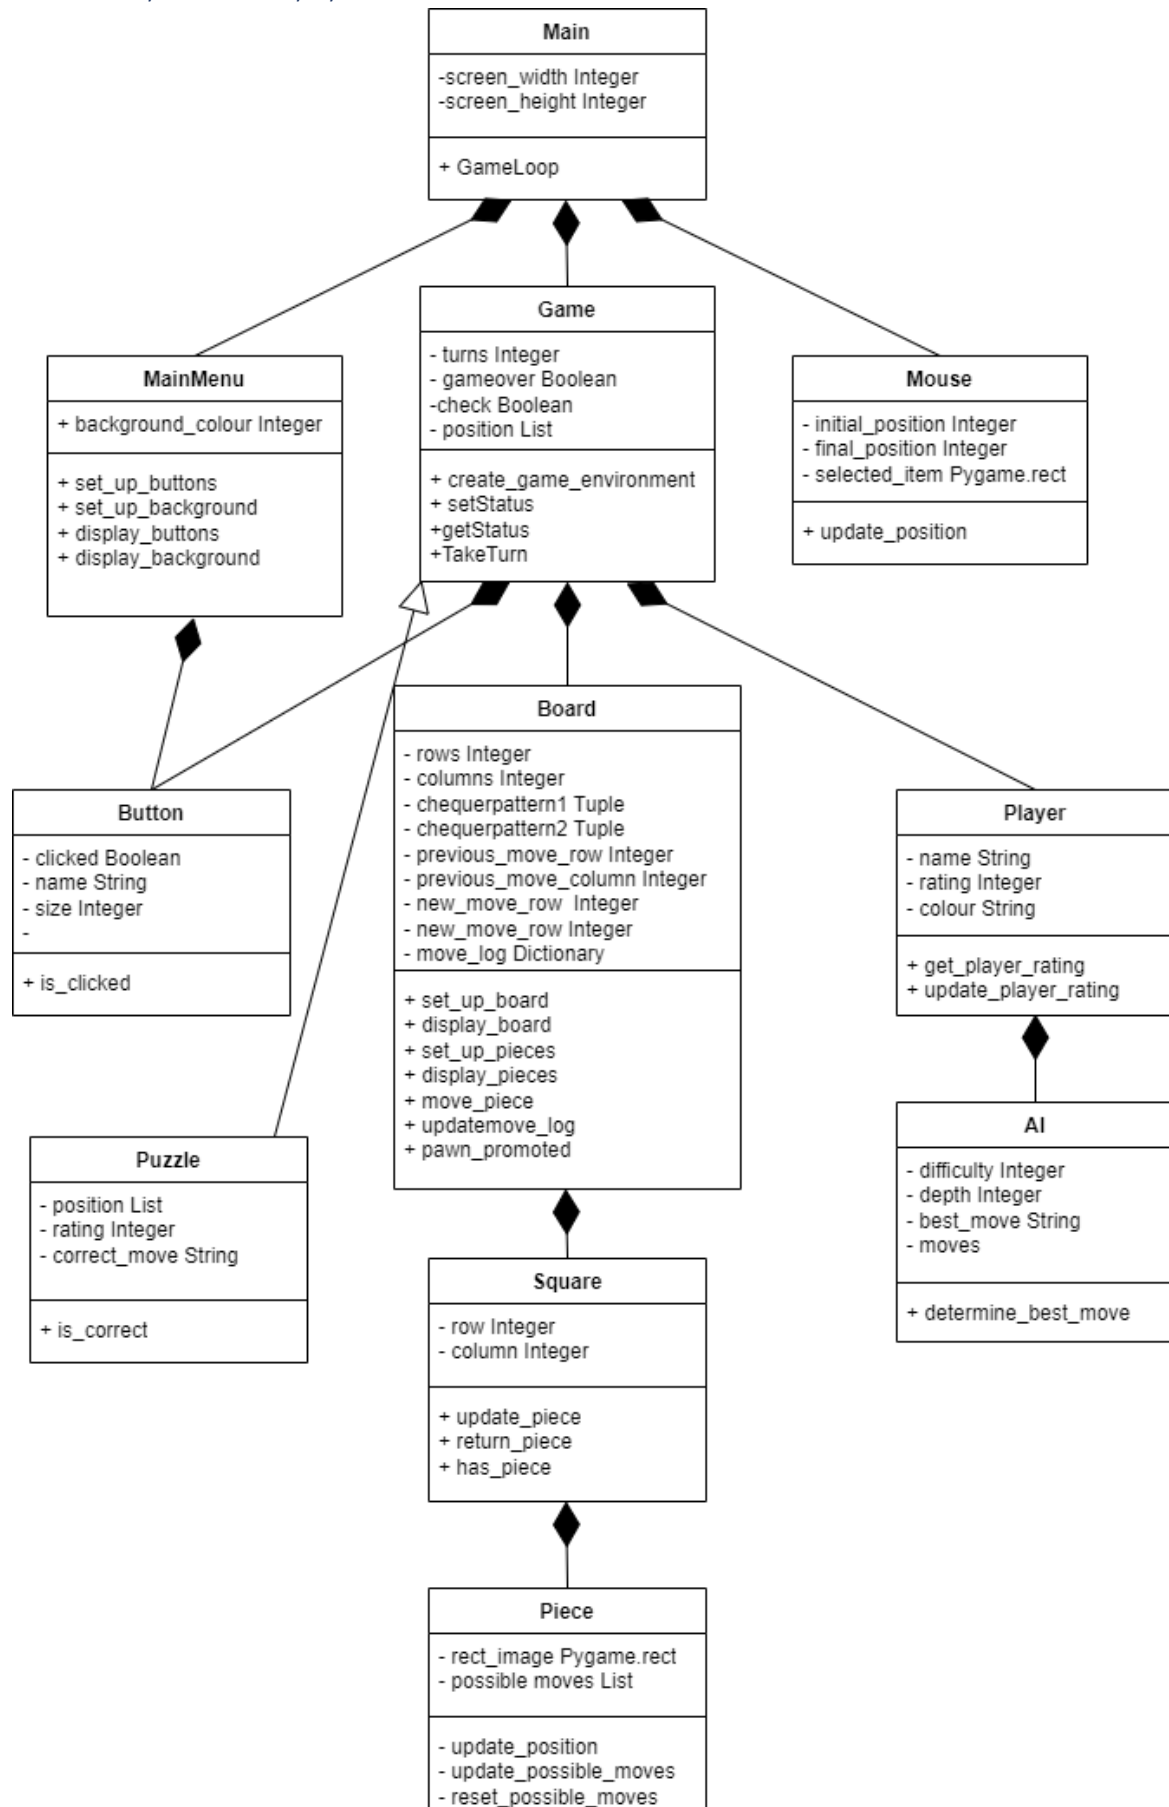 Main
-screen_width Integer
-screen_height Integer
+ GameLoop
Game
- turns Integer
- gameover Boolean
-check Boolean
- position List
+ create_game_environment
+ setStatus
+getStatus
+TakeTurn
MainMenu
+ background_colour Integer
+ set_up_buttons
+ set_up_background
+ display_buttons
+ display_background
Mouse
- initial_position Integer
- final_position Integer
- selected_item Pygame.rect
+ update_position
Board
- rows Integer
- columns Integer
- chequerpattern1 Tuple
- chequerpattern2 Tuple
- previous_move_row Integer
- previous_move_column Integer
- new_move_row  Integer
- new_move_row Integer
- move_log Dictionary
+ set_up_board
+ display_board
+ set_up_pieces
+ display_pieces
+ move_piece
+ updatemove_log
+ pawn_promoted
Button
- clicked Boolean
- name String
- size Integer
-
+ is_clicked
Player
- name String
- rating Integer
- colour String
+ get_player_rating
+ update_player_rating
AI
- difficulty Integer
- depth Integer
- best_move String
- moves
+ determine_best_move
Puzzle
- position List
- rating Integer
- correct_move String
+ is_correct
Square
- row Integer
- column Integer
+ update_piece
+ return_piece
+ has_piece
Piece
- rect_image Pygame.rect
- possible moves List
- update_position
- update_possible_moves
- reset_possible_moves